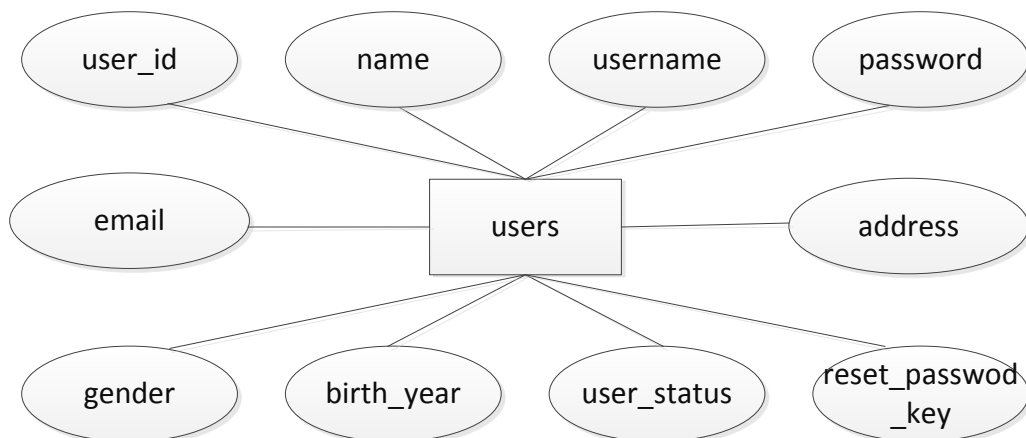 user_id
name
username
password
email
users
address
gender
birth_year
user_status
reset_passwod
_key